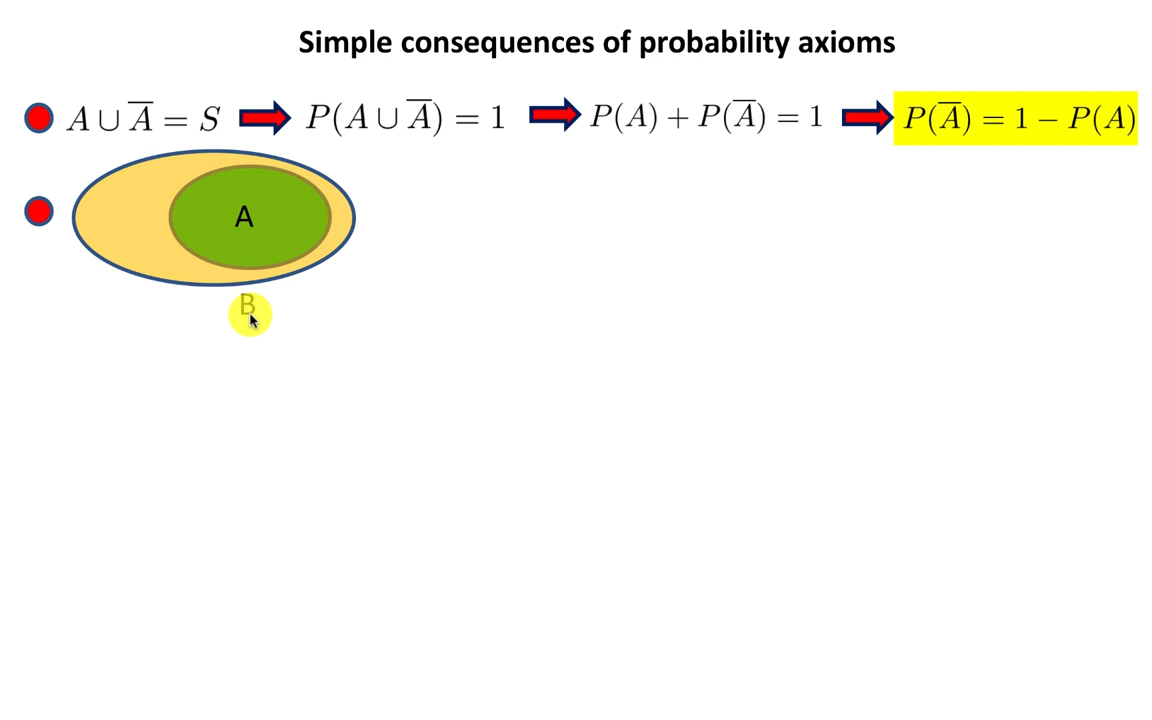 Simple consequences of probability axioms
A ∪ A̅ = S P(A ∪ A̅) = 1 P(A) + P(A̅) = 1 P(A̅) = 1 − P(A)
A
B